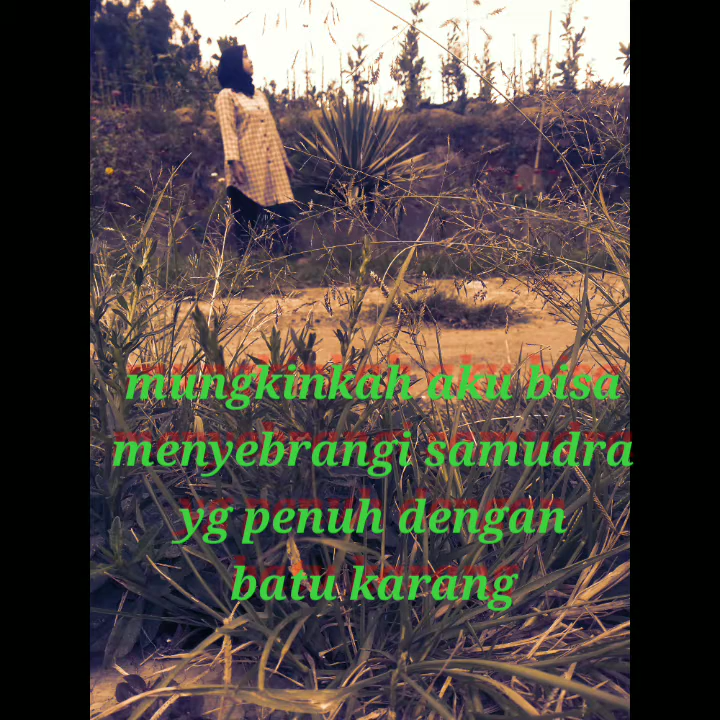 mungkinkah aku bisa
menyebrangi samudra
yg penuh dengan
batu karang